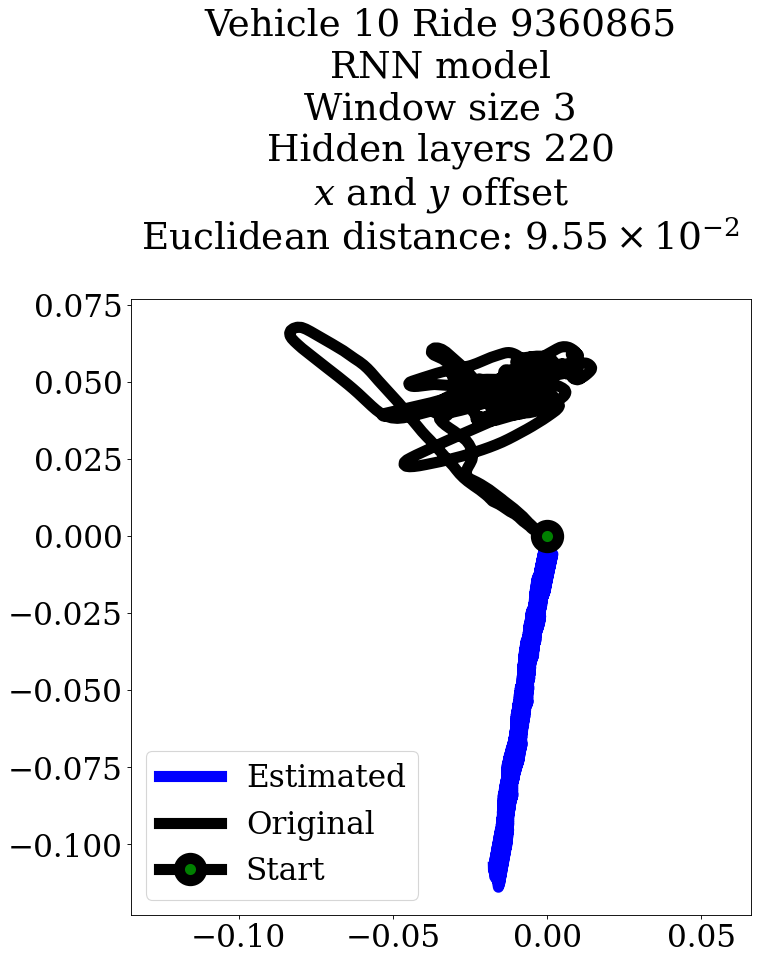 Vehicle 10 Ride 9360865
RNN model
Window size 3
Hidden layers 220
x and y offset
Euclidean distance: 9.55 × 10⁻²
0.075
0.050
0.025
0.000
−0.025
−0.050
−0.075
−0.100
Estimated
Original
Start
−0.10 −0.05 0.00 0.05